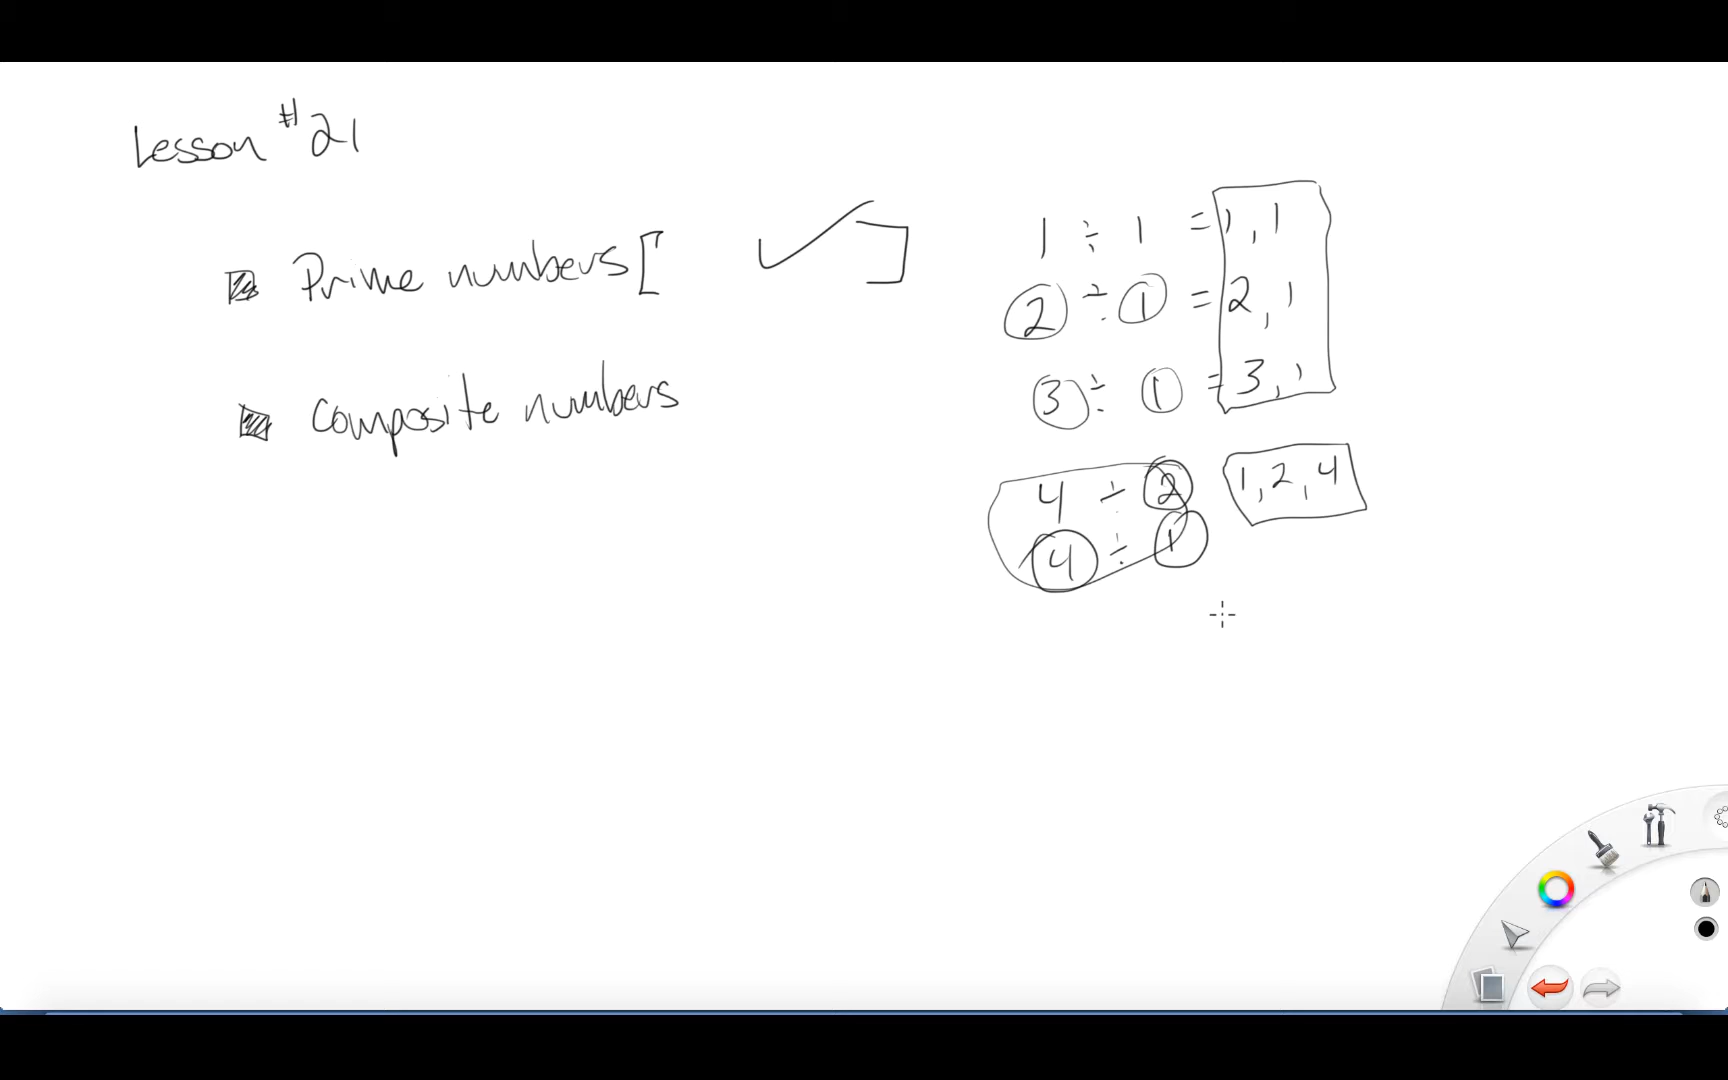 Lesson #21
Prime numbers [ ✓ ]
Composite numbers
1 ÷ 1 = 1, 1
2 ÷ 1 = 2, 1
3 ÷ 1 = 3, 1
4 ÷ 2 1, 2, 4
4 ÷ 1